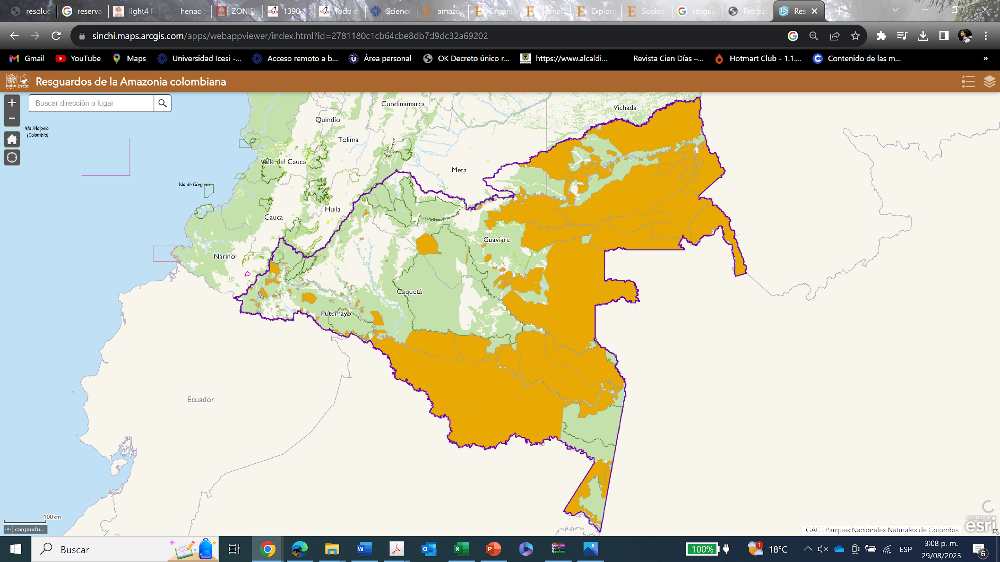 resoluc
reserva
light4 F
henao
ZONIF
1390-S
Todo e
Science
amazo
Organi
Scenar
Explora
Socied
resgua
Resgua
Res
sinchi.maps.arcgis.com/apps/webappviewer/index.html?id=2781180c1cb64cbe8db7d9dc32a69202
Gmail
YouTube
Maps
Universidad Icesi -...
Acceso remoto a b...
Área personal
OK Decreto único r...
https://www.alcaldi...
Revista Cien Días –...
Hotmart Club - 1.1....
Contenido de las m...
»
Resguardos de la Amazonia colombiana
+
Buscar dirección o lugar
−
Isla Malpelo
(Colombia)
Cundinamarca
Vichada
Quindío
Tolima
Valle del Cauca
Meta
Isla de Gorgona
Huila
Cauca
Guaviare
Nariño
Caquetá
Putumayo
Ecuador
100km
cargando...
POWERED BY
esri
IGAC | Parques Nacionales Naturales de Colombia
Buscar
100%
1
18°C
ESP
3:08 p. m.
29/08/2023
6